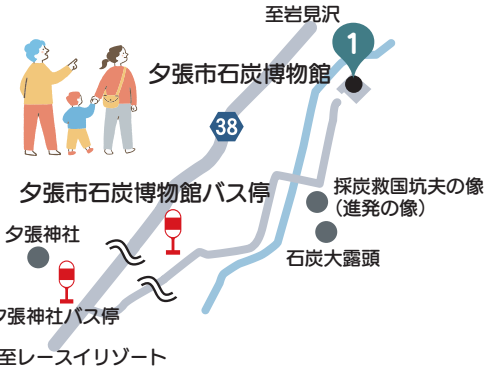 至岩見沢
1
夕張市石炭博物館
38
夕張市石炭博物館バス停
採炭救国坑夫の像
(進発の像)
夕張神社
石炭大露頭
夕張神社バス停
至レースイリゾート